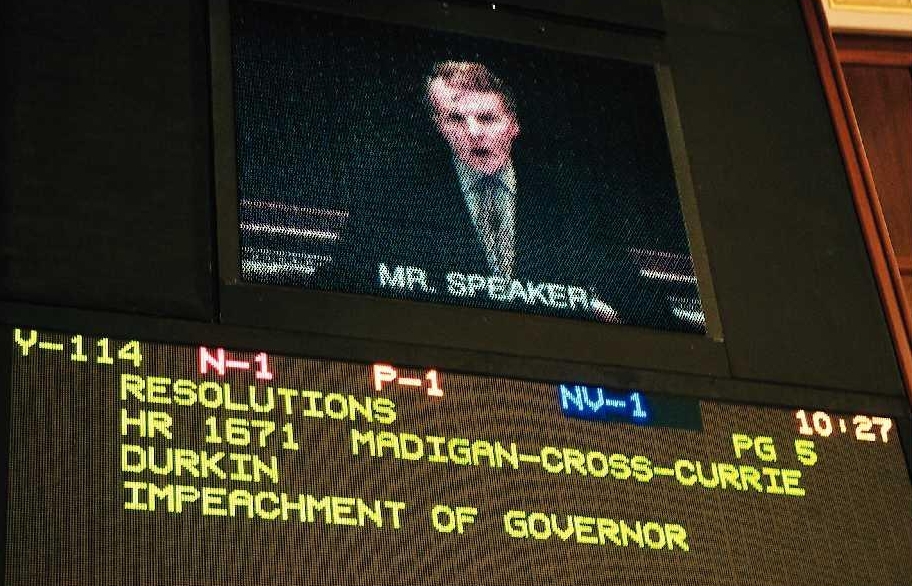 MR. SPEAKER
Y-114 N-1 P-1 NV-1 10:27
RESOLUTIONS PG 5
HR 1671 MADIGAN-CROSS-CURRIE
DURKIN
IMPEACHMENT OF GOVERNOR